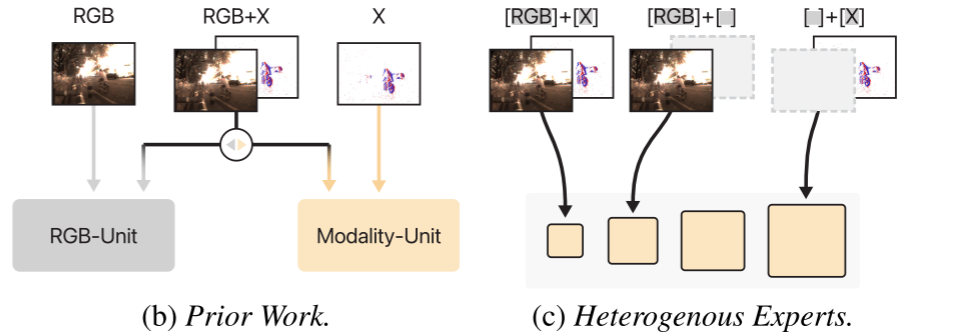 RGB RGB+X X
RGB-Unit Modality-Unit
(b) Prior Work.
[RGB]+[X] [RGB]+[ ] [ ]+[X]
(c) Heterogenous Experts.